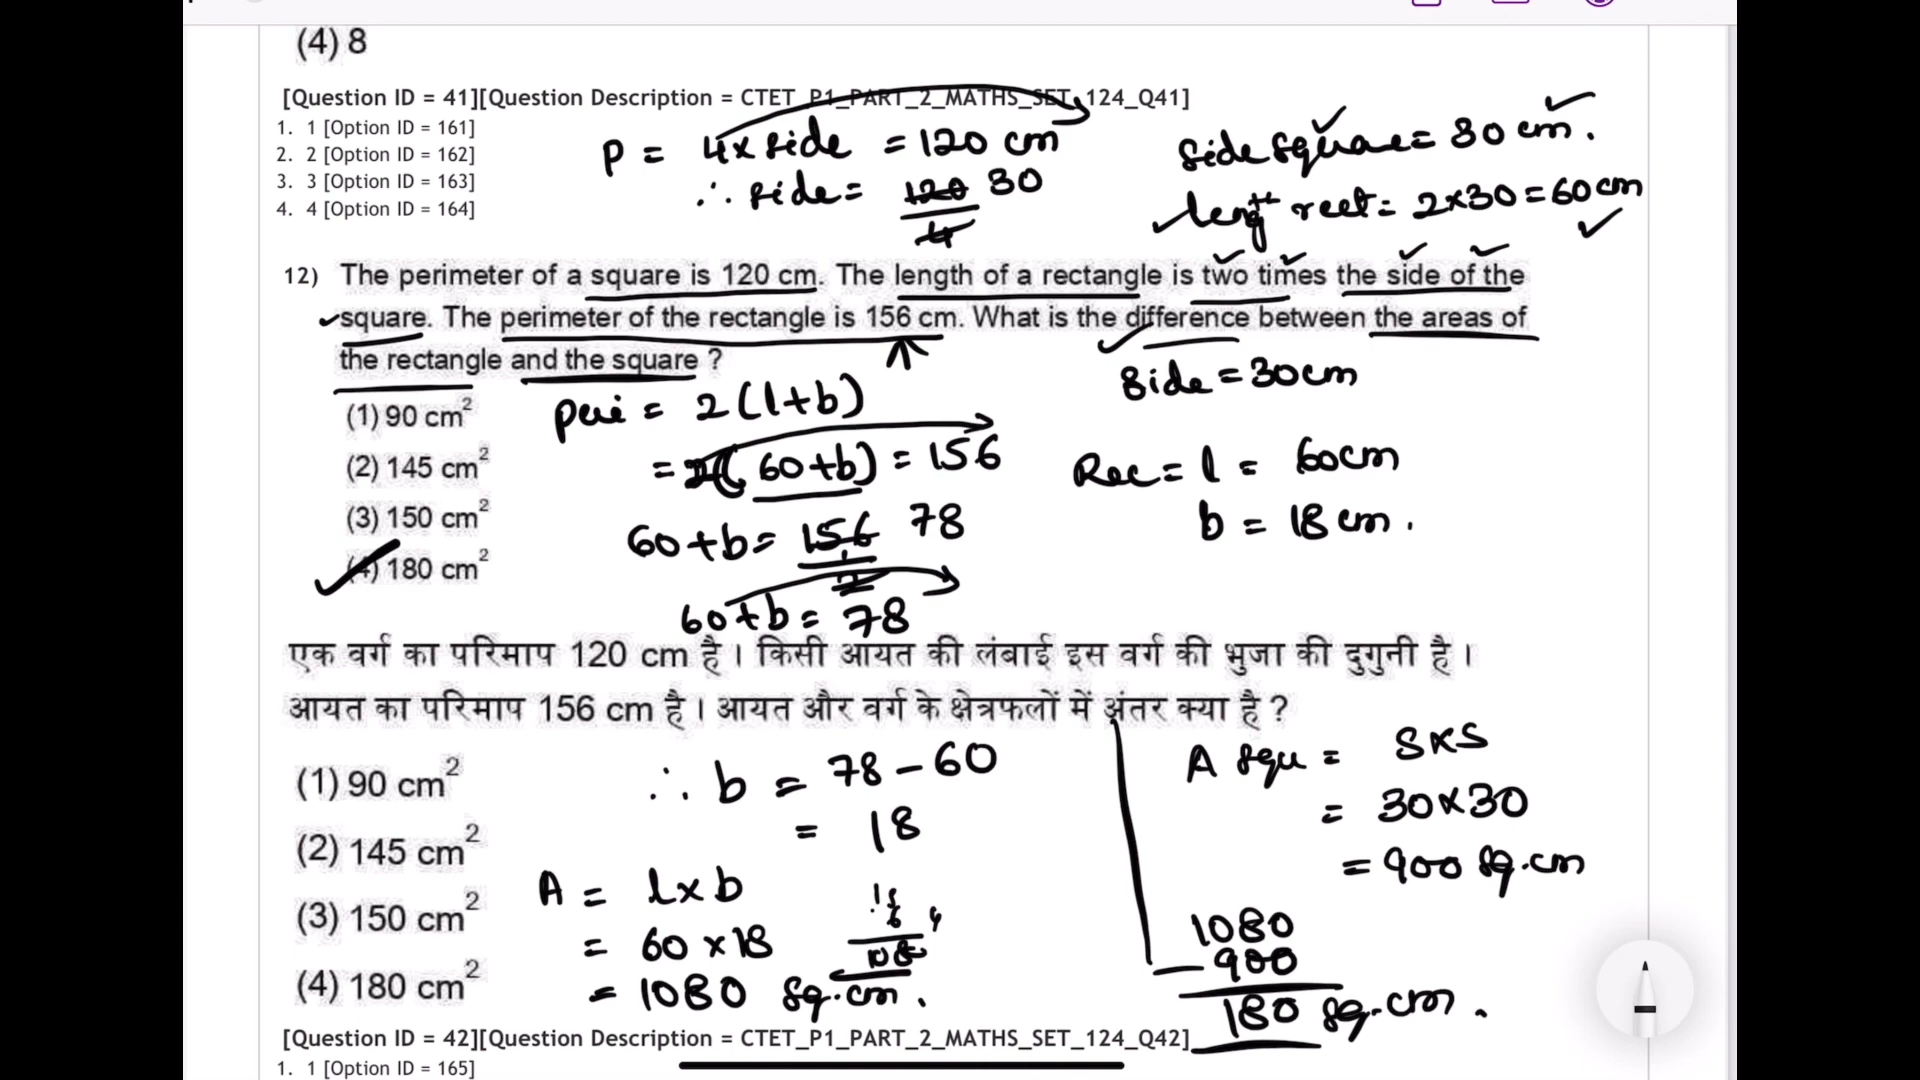 (4) 8
[Question ID = 41][Question Description = CTET_P1_PART_2_MATHS_SET_124_Q41]
1. 1 [Option ID = 161]
2. 2 [Option ID = 162]
3. 3 [Option ID = 163]
4. 4 [Option ID = 164]
P = 4x side = 120 cm
∴ side = 120 30
4
side square = 30 cm.
length rect = 2x30 = 60 cm
12) The perimeter of a square is 120 cm. The length of a rectangle is two times the side of the
square. The perimeter of the rectangle is 156 cm. What is the difference between the areas of
the rectangle and the square ?
(1) 90 cm²
(2) 145 cm²
(3) 150 cm²
(4) 180 cm²
peri = 2(l+b)
= 2(60+b) = 156
60+b = 156 78
2
60+b = 78
side = 30cm
Rec = l = 60cm
b = 18 cm.
एक वर्ग का परिमाप 120 cm है। किसी आयत की लंबाई इस वर्ग की भुजा की दुगुनी है।
आयत का परिमाप 156 cm है। आयत और वर्ग के क्षेत्रफलों में अंतर क्या है ?
(1) 90 cm²
(2) 145 cm²
(3) 150 cm²
(4) 180 cm²
∴ b = 78 - 60
= 18
A = l x b
= 60 x 18
= 1080 sq.cm.
A squ = S x S
= 30 x 30
= 900 sq.cm
1080
- 900
180 sq.cm.
[Question ID = 42][Question Description = CTET_P1_PART_2_MATHS_SET_124_Q42]
1. 1 [Option ID = 165]